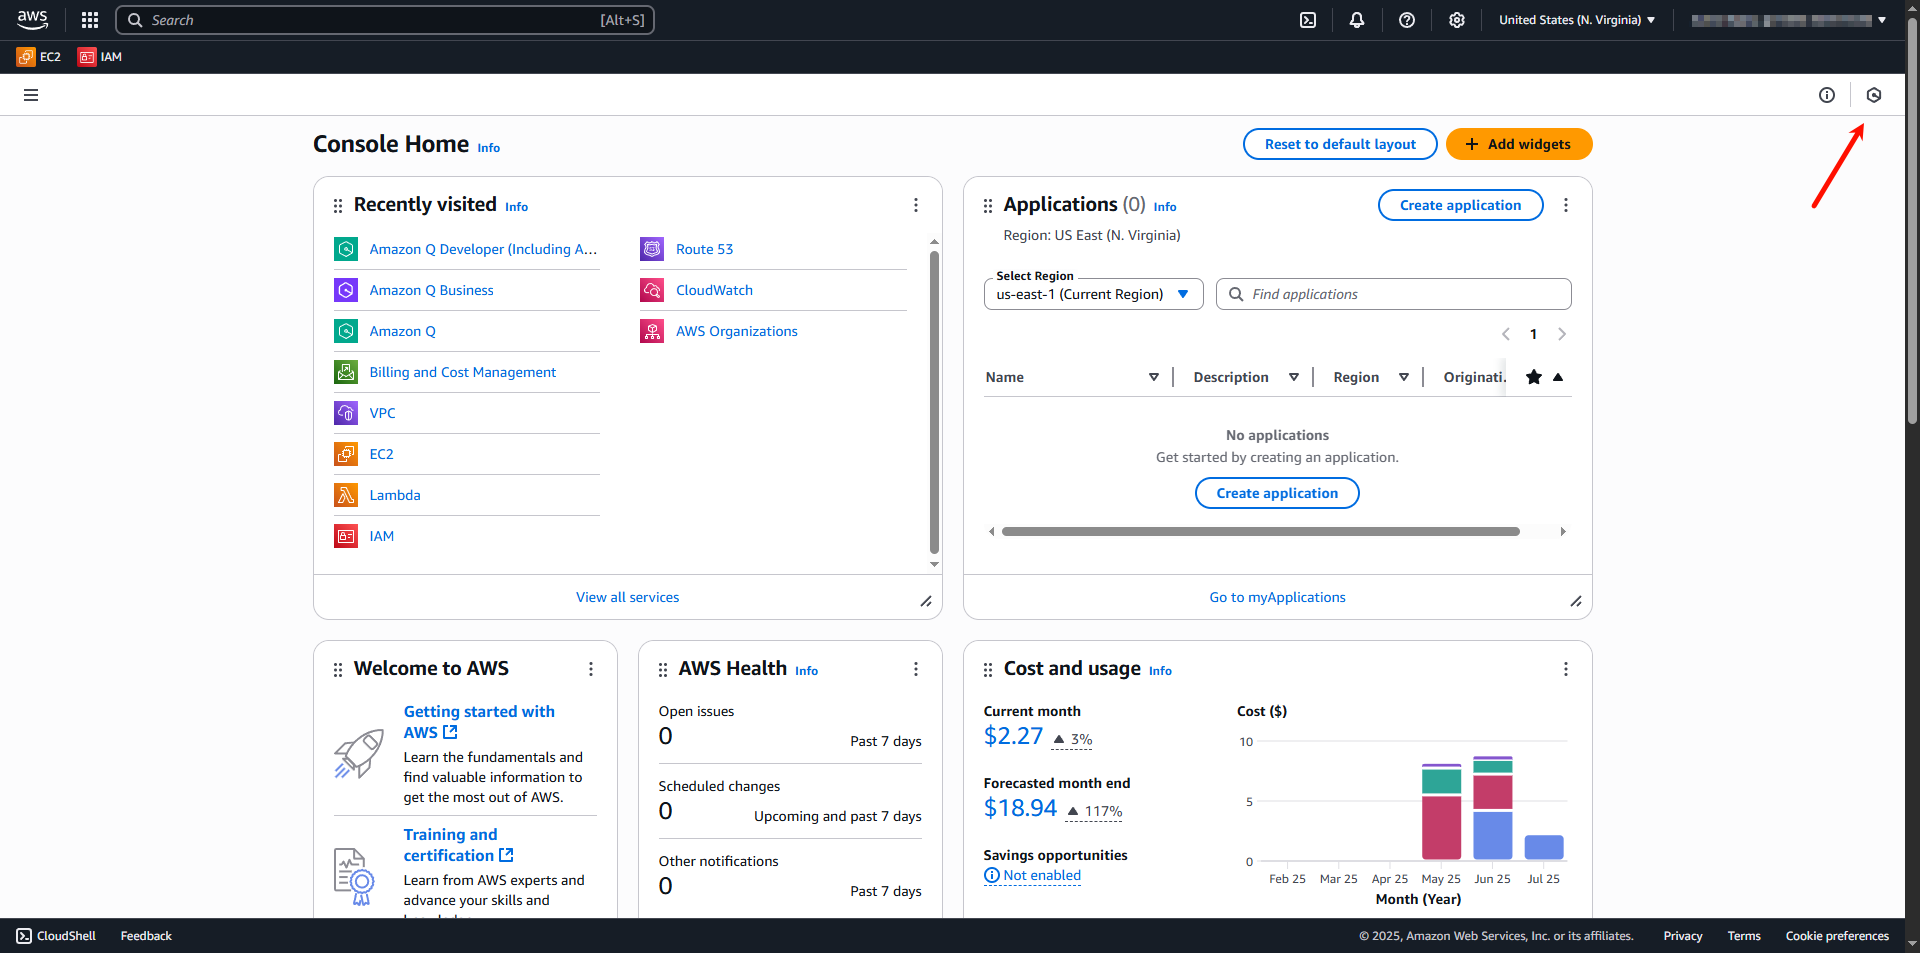 aws
Search [Alt+S]
United States (N. Virginia)
EC2 IAM
Console Home Info
Reset to default layout
Add widgets
Recently visited Info
Amazon Q Developer (Including A...
Amazon Q Business
Amazon Q
Billing and Cost Management
VPC
EC2
Lambda
IAM
Route 53
CloudWatch
AWS Organizations
View all services
Applications (0) Info
Create application
Region: US East (N. Virginia)
Select Region
us-east-1 (Current Region)
Find applications
1
Name Description Region Originati.
No applications
Get started by creating an application.
Create application
Go to myApplications
Welcome to AWS
Getting started with
AWS
Learn the fundamentals and
find valuable information to
get the most out of AWS.
Training and
certification
Learn from AWS experts and
advance your skills and
AWS Health Info
Open issues
0 Past 7 days
Scheduled changes
0 Upcoming and past 7 days
Other notifications
0 Past 7 days
Cost and usage Info
Current month
$2.27 3%
Forecasted month end
$18.94 117%
Savings opportunities
Not enabled
Cost ($)
10
5
0
Feb 25 Mar 25 Apr 25 May 25 Jun 25 Jul 25
Month (Year)
CloudShell Feedback © 2025, Amazon Web Services, Inc. or its affiliates. Privacy Terms Cookie preferences